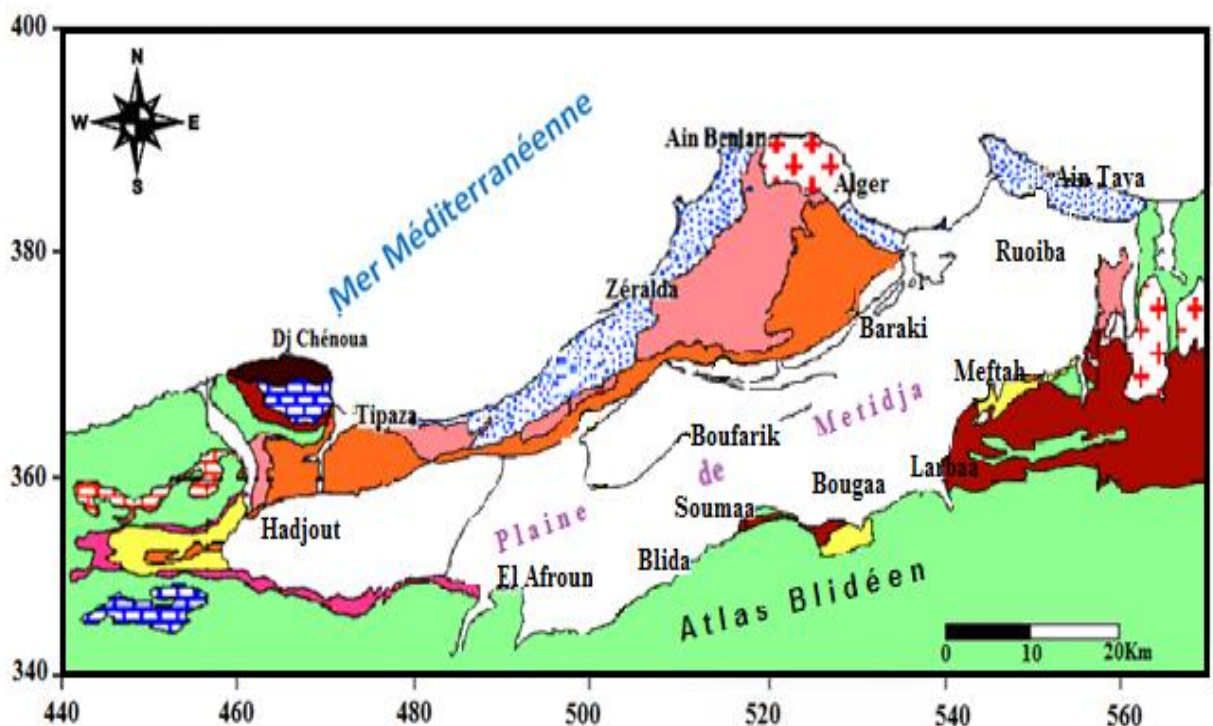 400
N
W E
S
Mer Méditerranéenne
Ain Benian
Alger
Ain Taya
380
Ruoiba
Zéralda
Baraki
Dj Chénoua
Meftah
Tipaza
Metidja
Boufarik
360
de
Larbaa
Bougaa
Soumaa
Hadjout
Plaine
Blida
El Afroun
Atlas Blidéen
0 10 20Km
340
440 460 480 500 520 540 560